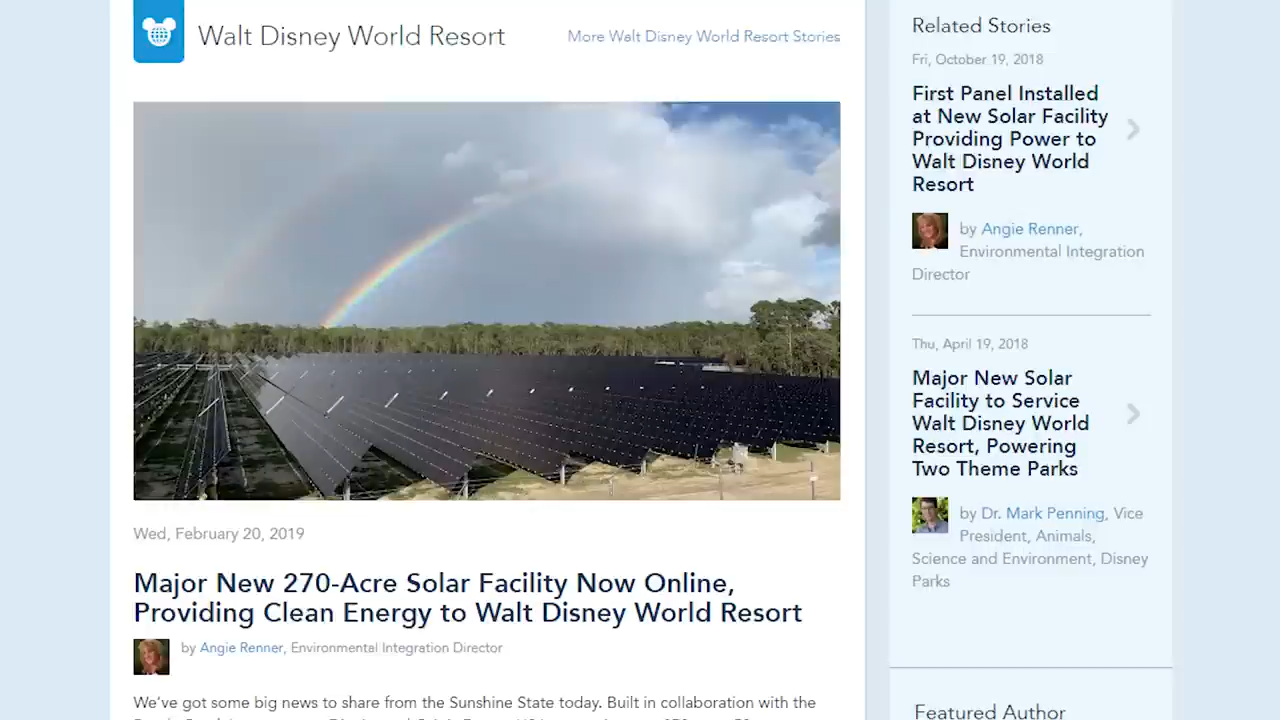 Walt Disney World Resort
More Walt Disney World Resort Stories
Wed, February 20, 2019
Major New 270-Acre Solar Facility Now Online,
Providing Clean Energy to Walt Disney World Resort
by Angie Renner, Environmental Integration Director
We've got some big news to share from the Sunshine State today. Built in collaboration with the
Related Stories
Fri, October 19, 2018
First Panel Installed
at New Solar Facility
Providing Power to
Walt Disney World
Resort
by Angie Renner,
Environmental Integration
Director
Thu, April 19, 2018
Major New Solar
Facility to Service
Walt Disney World
Resort, Powering
Two Theme Parks
by Dr. Mark Penning, Vice
President, Animals,
Science and Environment, Disney
Parks
Featured Author